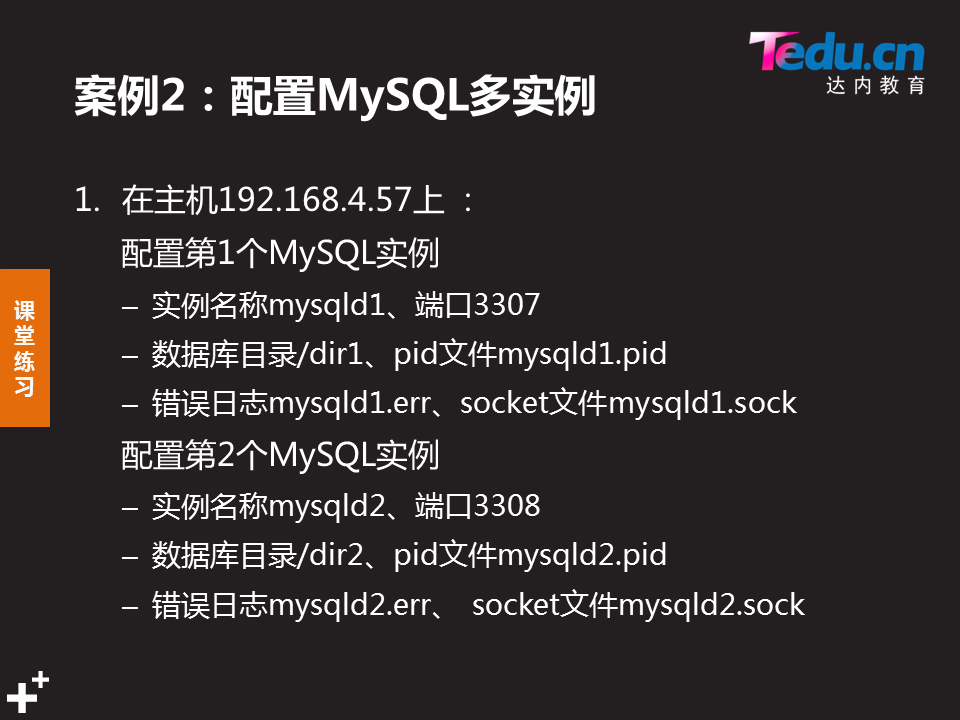 Tedu.cn
达内教育
案例2：配置MySQL多实例
1. 在主机192.168.4.57上 ：
配置第1个MySQL实例
– 实例名称mysqld1、端口3307
– 数据库目录/dir1、pid文件mysqld1.pid
– 错误日志mysqld1.err、socket文件mysqld1.sock
配置第2个MySQL实例
– 实例名称mysqld2、端口3308
– 数据库目录/dir2、pid文件mysqld2.pid
– 错误日志mysqld2.err、 socket文件mysqld2.sock
课
堂
练
习